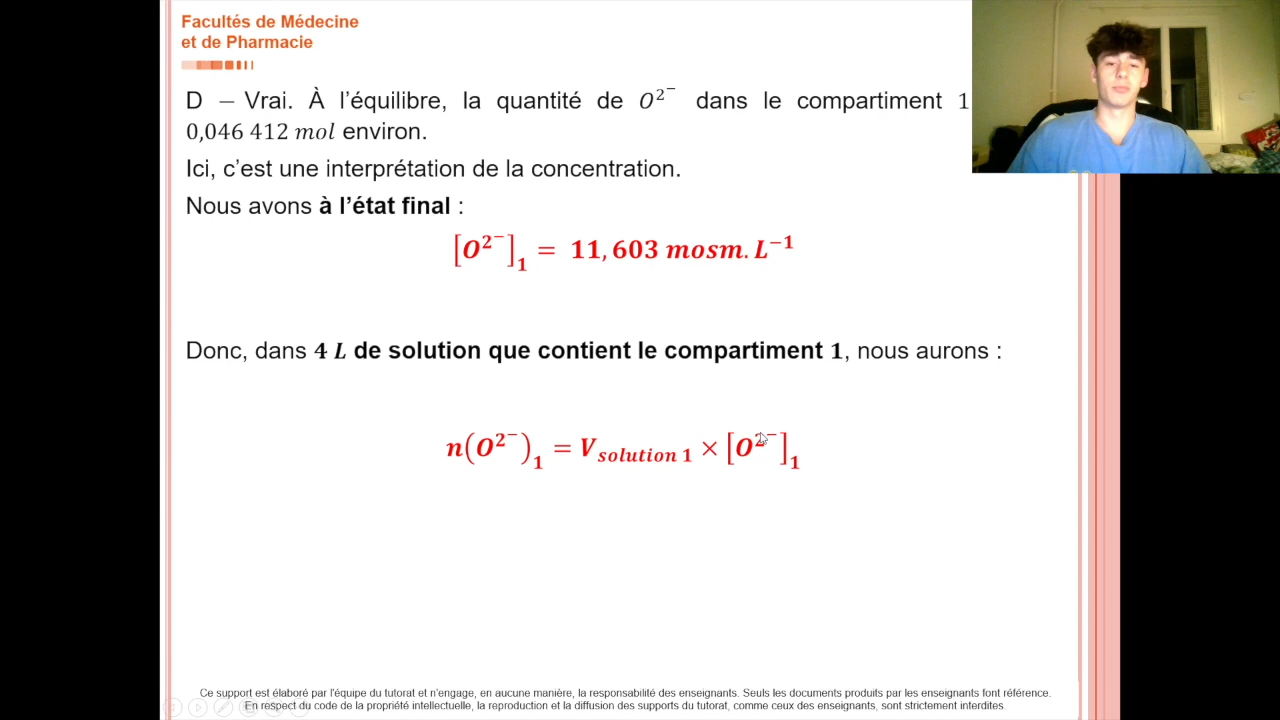 Facultés de Médecine
et de Pharmacie
D – Vrai. À l'équilibre, la quantité de O²⁻ dans le compartiment 1
0,046 412 mol environ.
Ici, c'est une interprétation de la concentration.
Nous avons à l'état final :
[O²⁻]₁ = 11,603 mosm.L⁻¹
Donc, dans 4 L de solution que contient le compartiment 1, nous aurons :
n(O²⁻)₁ = V_solution 1 × [O²⁻]₁
Ce support est élaboré par l'équipe du tutorat et n'engage, en aucune manière, la responsabilité des enseignants. Seuls les documents produits par les enseignants font référence.
En respect du code de la propriété intellectuelle, la reproduction et la diffusion des supports du tutorat, comme ceux des enseignants, sont strictement interdites.